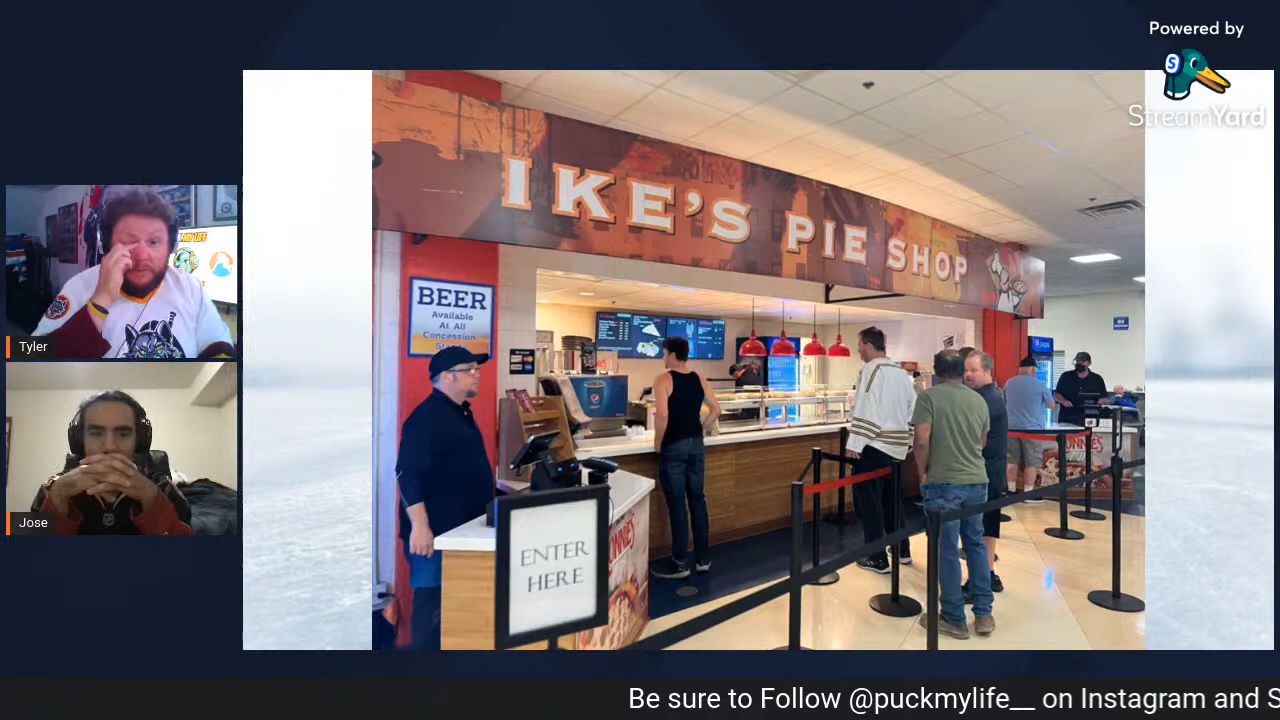 Powered by
StreamYard
IKE'S PIE SHOP
BEER
Available
At All
Concession
ENTER
HERE
Tyler
Jose
Be sure to Follow @puckmylife__ on Instagram and S